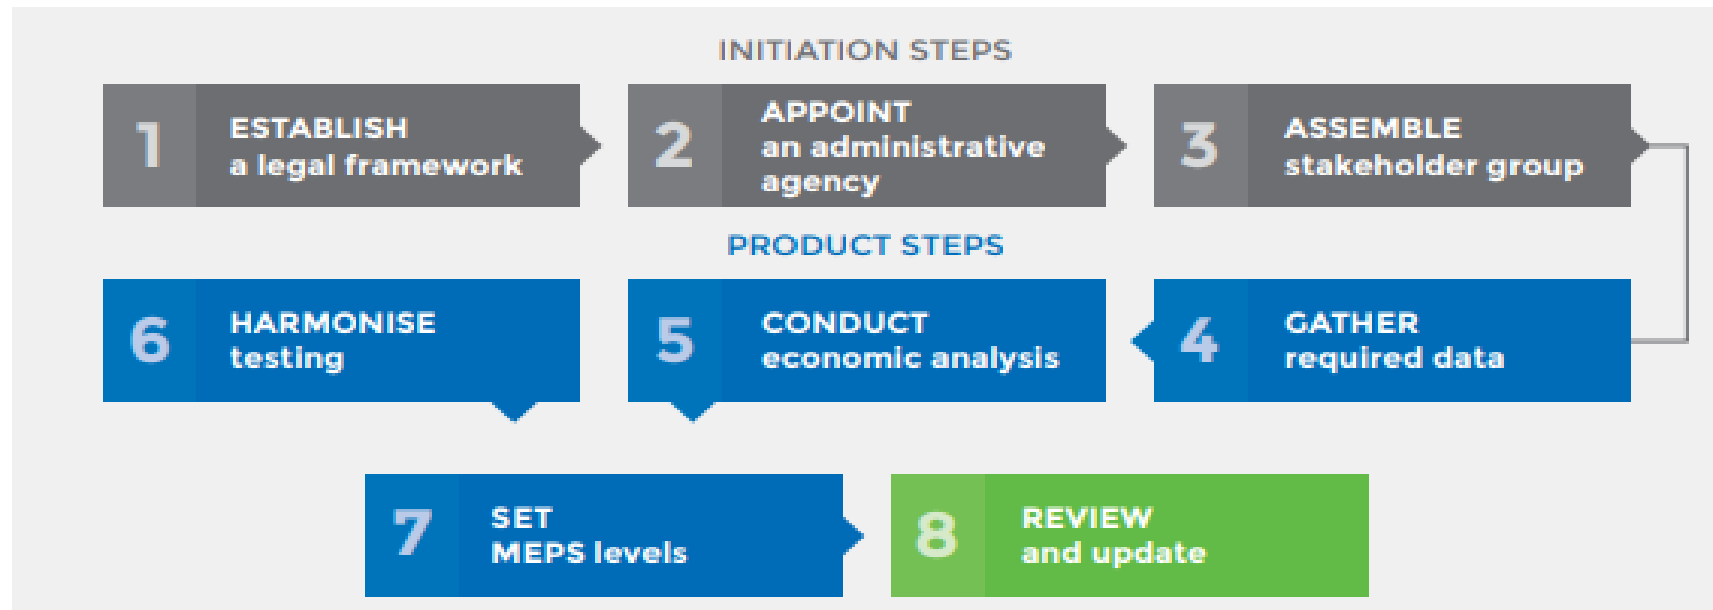 INITIATION STEPS
1
ESTABLISH
a legal framework
2
APPOINT
an administrative
agency
3
ASSEMBLE
stakeholder group
PRODUCT STEPS
4
GATHER
required data
5
CONDUCT
economic analysis
6
HARMONISE
testing
7
SET
MEPS levels
8
REVIEW
and update